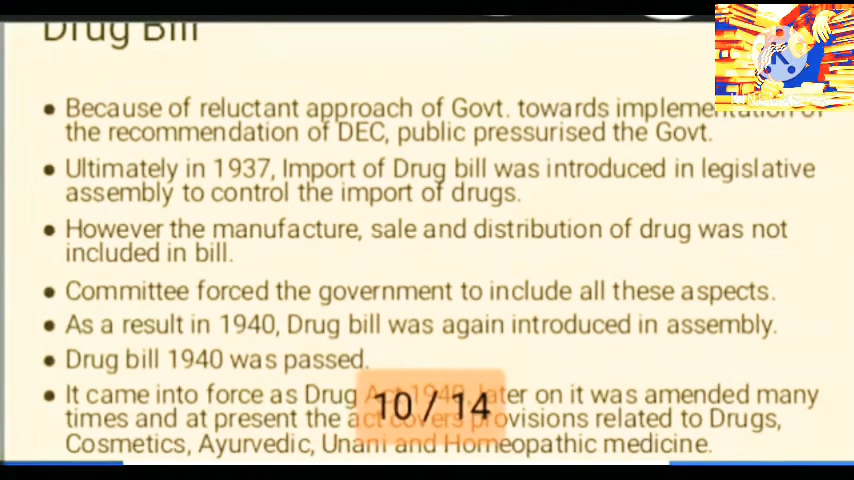 Drug Bill
● Because of reluctant approach of Govt. towards implementation of
the recommendation of DEC, public pressurised the Govt.
● Ultimately in 1937, Import of Drug bill was introduced in legislative
assembly to control the import of drugs.
● However the manufacture, sale and distribution of drug was not
included in bill.
● Committee forced the government to include all these aspects.
● As a result in 1940, Drug bill was again introduced in assembly.
● Drug bill 1940 was passed.
● It came into force as Drug Act 1940, later on it was amended many
times and at present the act covers provisions related to Drugs,
Cosmetics, Ayurvedic, Unani and Homeopathic medicine.
10 / 14